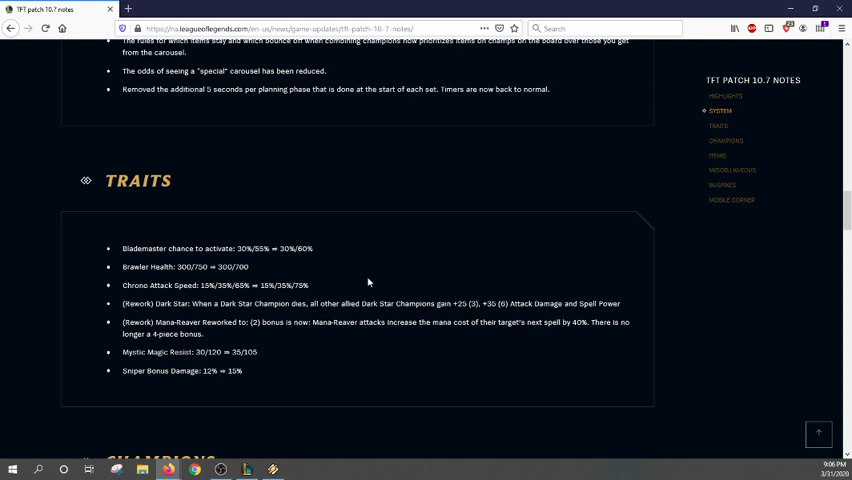 TFT Patch 10.7 notes
https://na.leagueoflegends.com/en-us/news/game-updates/tft-patch-10-7-notes/
Search
23
1
The rules for which items stay and which bounce off when combining champions now prioritizes items on champs on the board over those you get
from the carousel.
The odds of seeing a "special" carousel has been reduced.
Removed the additional 5 seconds per planning phase that is done at the start of each set. Timers are now back to normal.
TFT PATCH 10.7 NOTES
HIGHLIGHTS
SYSTEM
TRAITS
CHAMPIONS
ITEMS
MISCELLANEOUS
BUGFIXES
MOBILE CORNER
TRAITS
Blademaster chance to activate: 30%/55% ⇒ 30%/60%
Brawler Health: 300/750 ⇒ 300/700
Chrono Attack Speed: 15%/35%/65% ⇒ 15%/35%/75%
(Rework) Dark Star: When a Dark Star Champion dies, all other allied Dark Star Champions gain +25 (3), +35 (6) Attack Damage and Spell Power
(Rework) Mana-Reaver Reworked to: (2) bonus is now: Mana-Reaver attacks increase the mana cost of their target's next spell by 40%. There is no
longer a 4-piece bonus.
Mystic Magic Resist: 30/120 ⇒ 35/105
Sniper Bonus Damage: 12% ⇒ 15%
CHAMPIONS
9:06 PM
3/31/2020